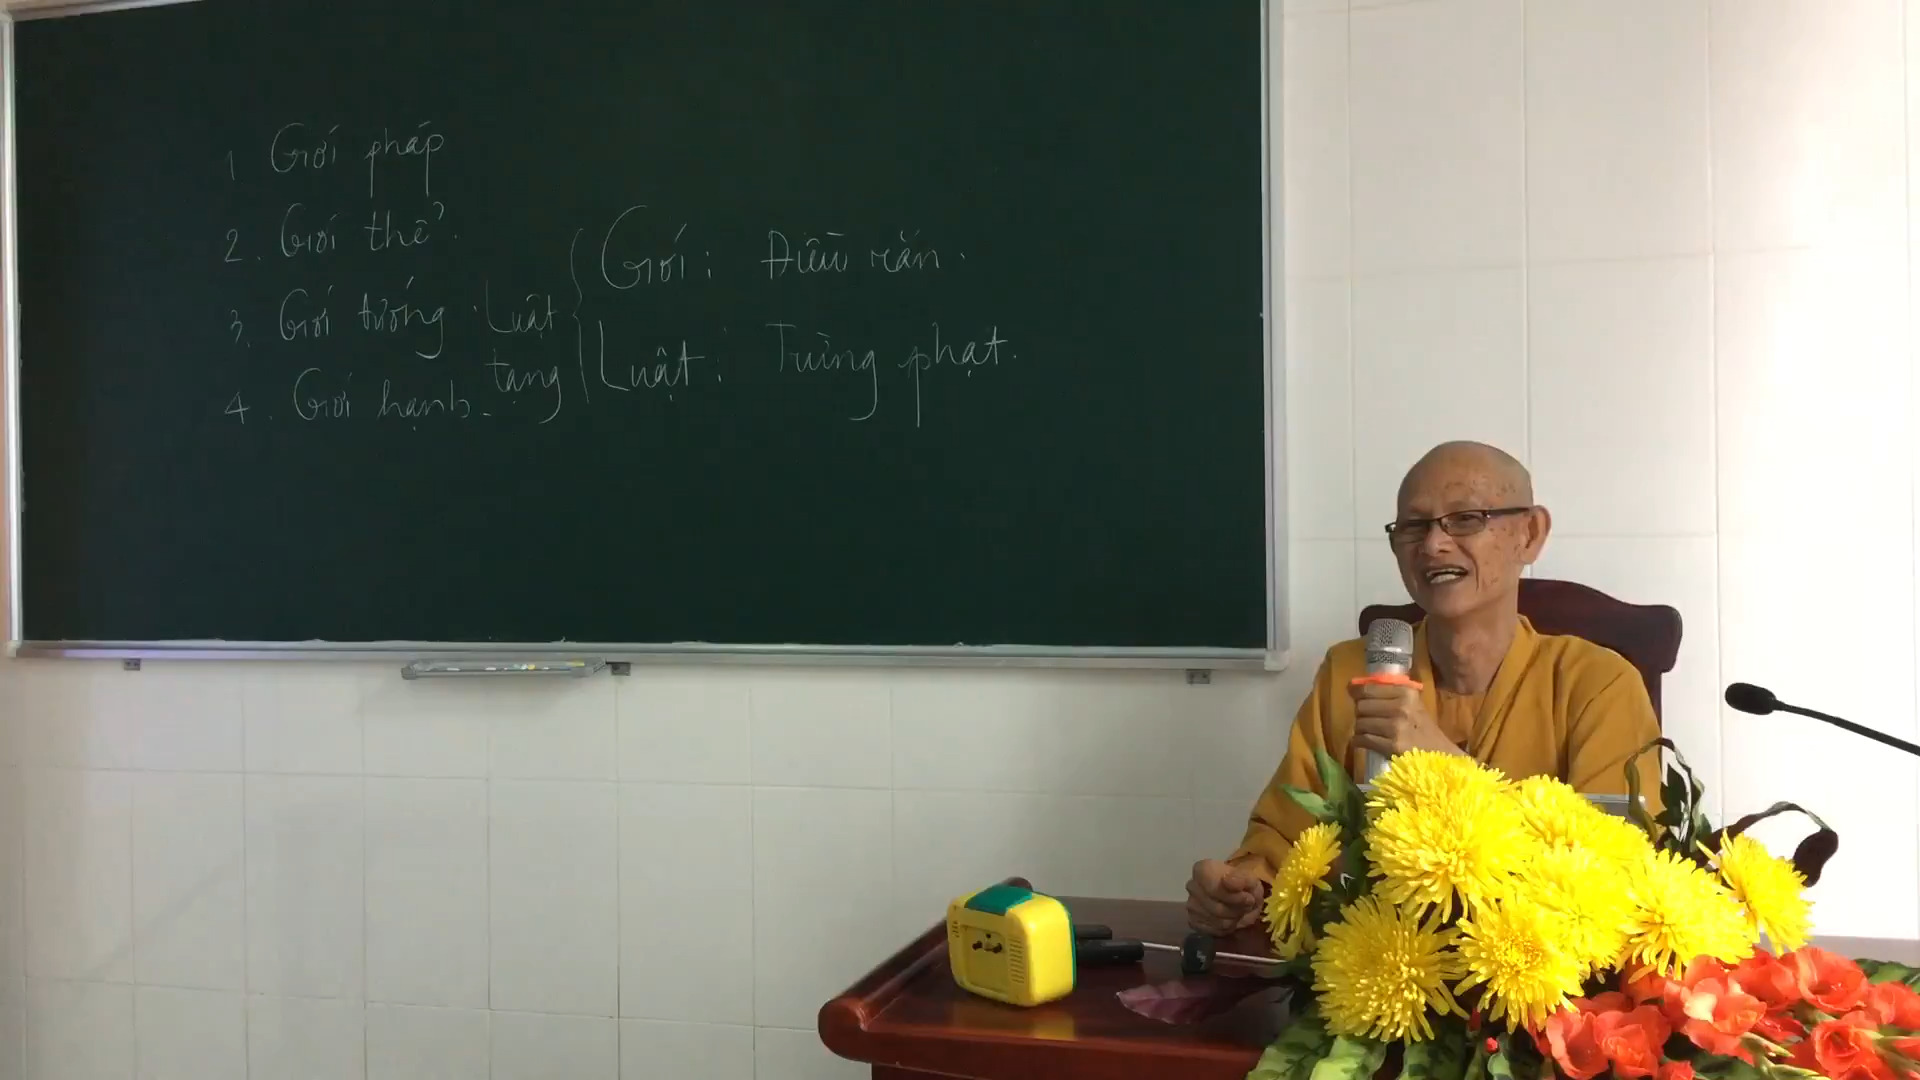 1 Giới pháp
2. Giới thể.
3. Giới tướng
4. Giới hạnh.
Luật
tạng
Giới: Điều răn.
Luật: Trừng phạt.